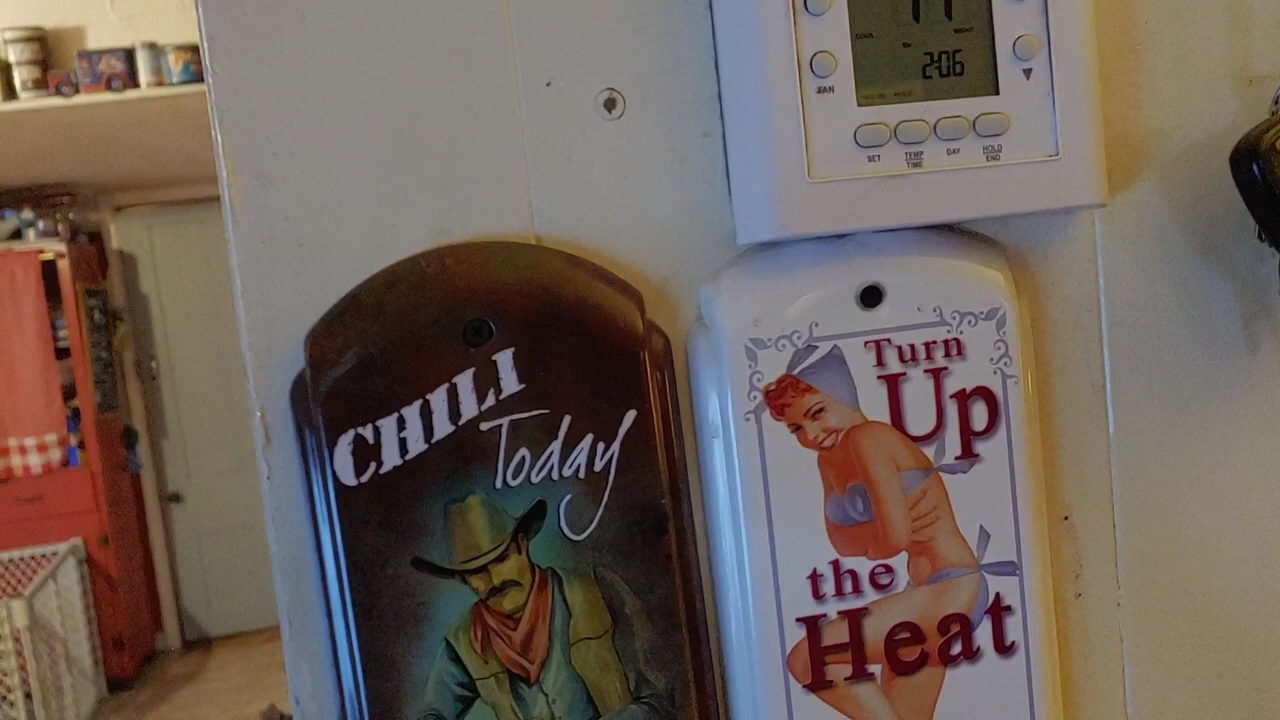 2:06
FAN
SET
TEMP
TIME
DAY
HOLD
END
CHILI
Today
Turn
Up
the
Heat